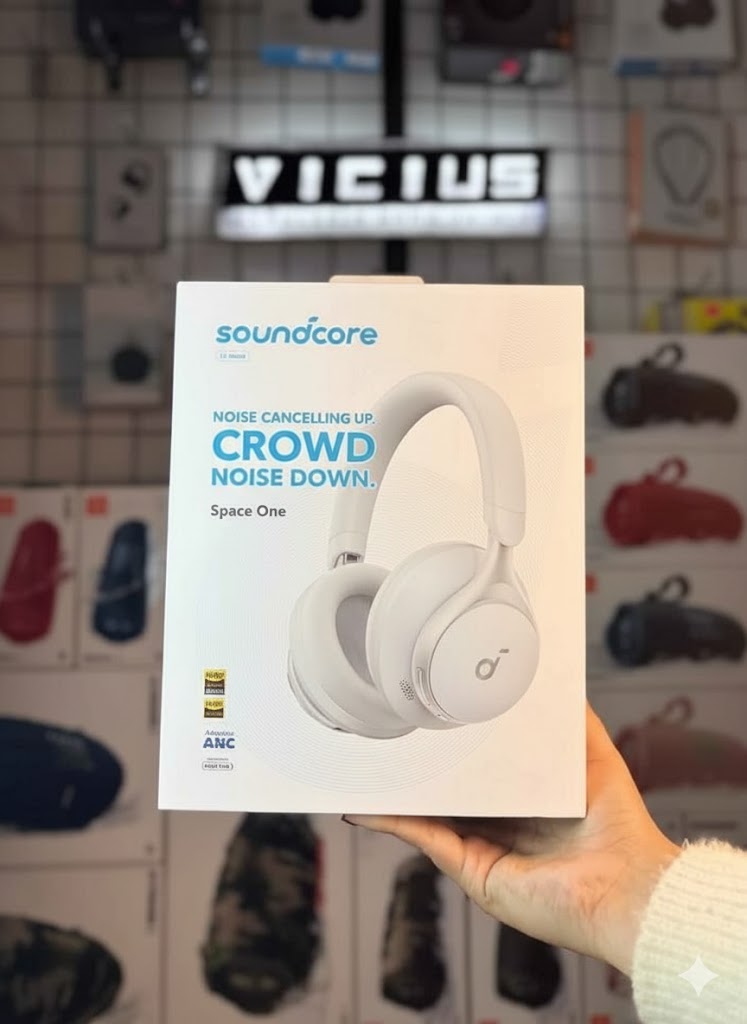 VICIUS
soundcore
NOISE CANCELLING UP.
CROWD
NOISE DOWN.
Space One
ANC